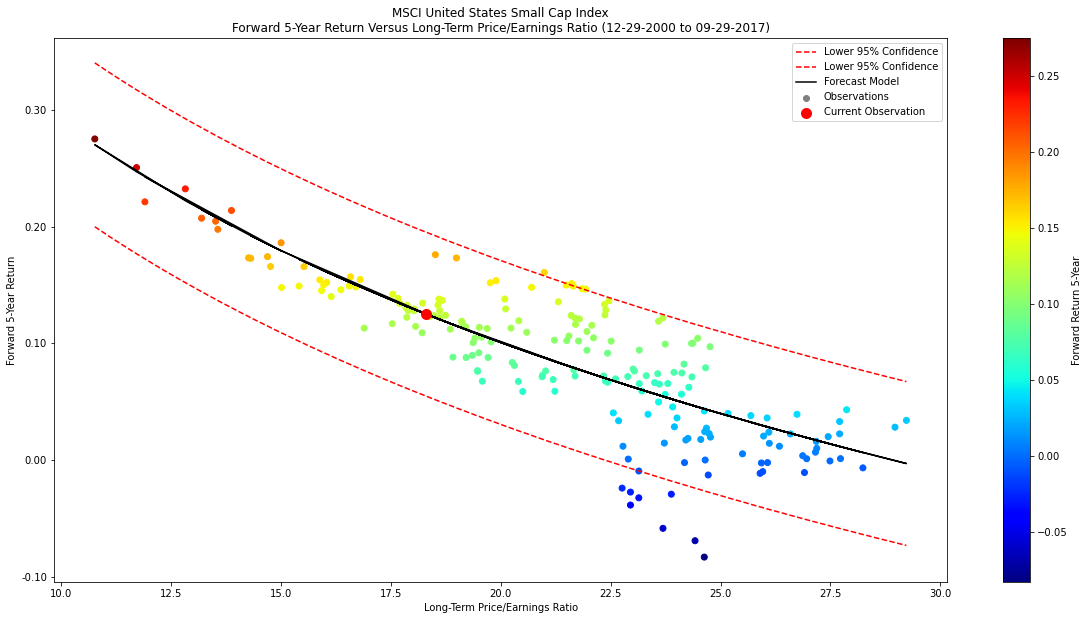 MSCI United States Small Cap Index
Forward 5-Year Return Versus Long-Term Price/Earnings Ratio (12-29-2000 to 09-29-2017)
Lower 95% Confidence
Lower 95% Confidence
Forecast Model
Observations
Current Observation
Forward 5-Year Return
0.30
0.20
0.10
0.00
-0.10
10.0 12.5 15.0 17.5 20.0 22.5 25.0 27.5 30.0
Long-Term Price/Earnings Ratio
0.25
0.20
0.15
0.10
0.05
0.00
−0.05
Forward Return 5-Year